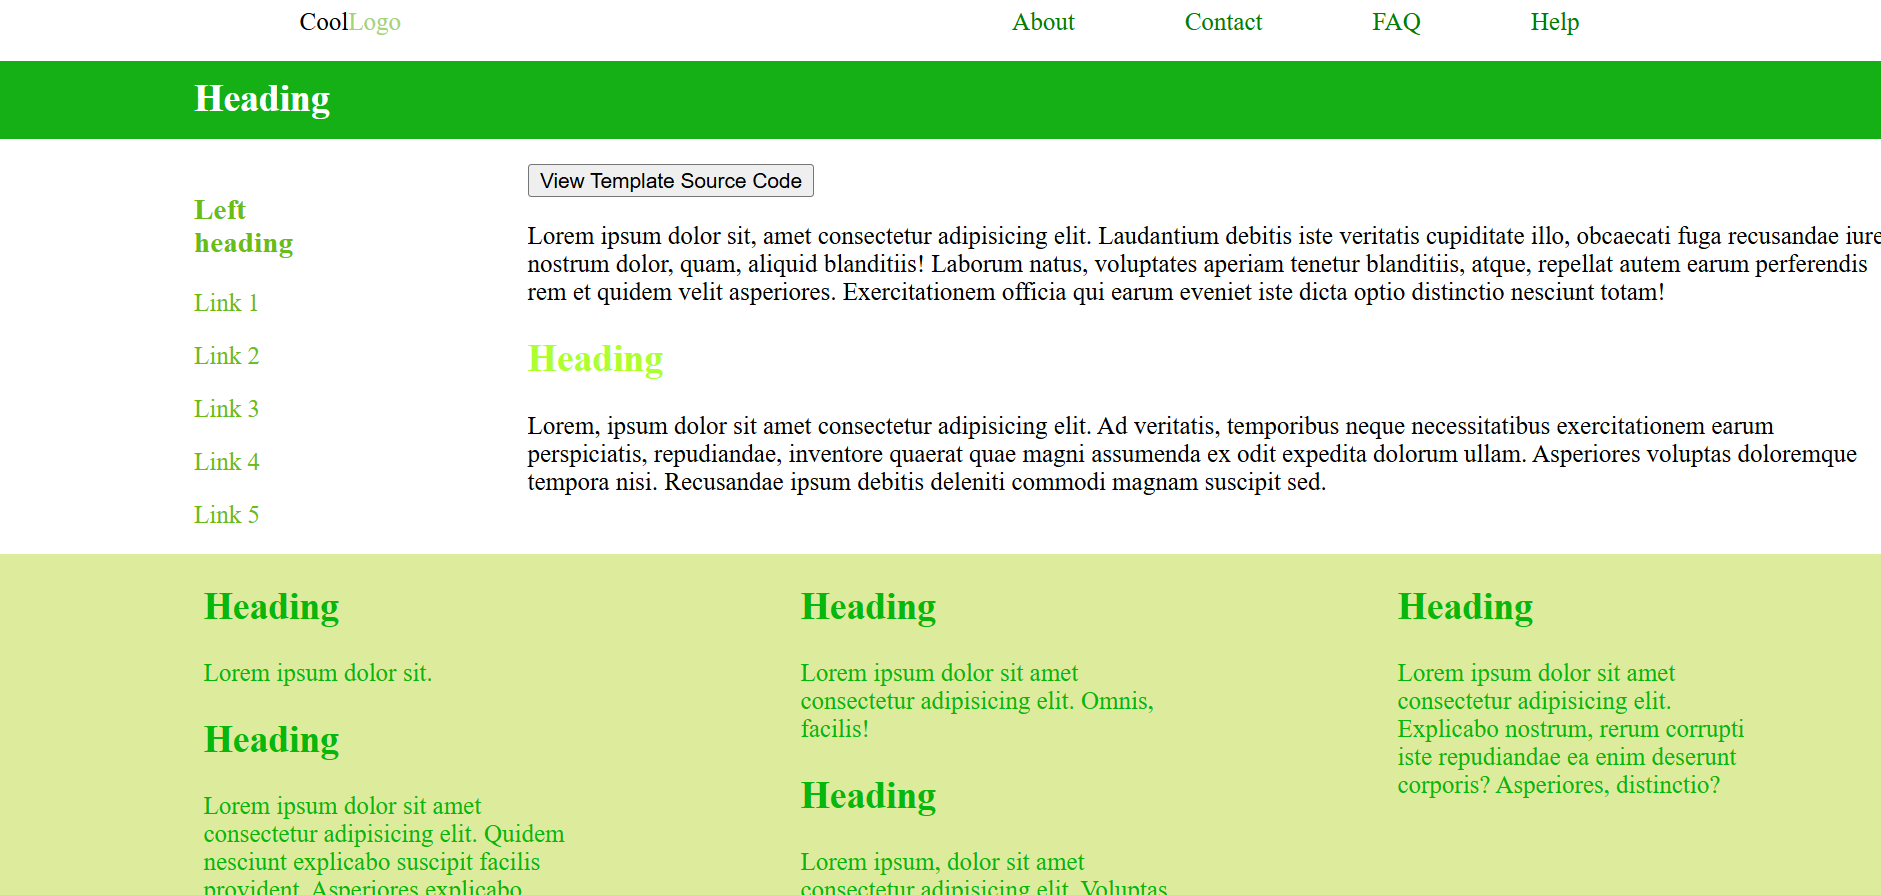 CoolLogo
About
Contact
FAQ
Help
Heading
Left
heading
Link 1
Link 2
Link 3
Link 4
Link 5
View Template Source Code
Lorem ipsum dolor sit, amet consectetur adipisicing elit. Laudantium debitis iste veritatis cupiditate illo, obcaecati fuga recusandae iure
nostrum dolor, quam, aliquid blanditiis! Laborum natus, voluptates aperiam tenetur blanditiis, atque, repellat autem earum perferendis
rem et quidem velit asperiores. Exercitationem officia qui earum eveniet iste dicta optio distinctio nesciunt totam!
Heading
Lorem, ipsum dolor sit amet consectetur adipisicing elit. Ad veritatis, temporibus neque necessitatibus exercitationem earum
perspiciatis, repudiandae, inventore quaerat quae magni assumenda ex odit expedita dolorum ullam. Asperiores voluptas doloremque
tempora nisi. Recusandae ipsum debitis deleniti commodi magnam suscipit sed.
Heading
Lorem ipsum dolor sit.
Heading
Lorem ipsum dolor sit amet
consectetur adipisicing elit. Quidem
nesciunt explicabo suscipit facilis
provident. Asperiores explicabo
Heading
Lorem ipsum dolor sit amet
consectetur adipisicing elit. Omnis,
facilis!
Heading
Lorem ipsum, dolor sit amet
consectetur adipisicing elit. Voluptas
Heading
Lorem ipsum dolor sit amet
consectetur adipisicing elit.
Explicabo nostrum, rerum corrupti
iste repudiandae ea enim deserunt
corporis? Asperiores, distinctio?